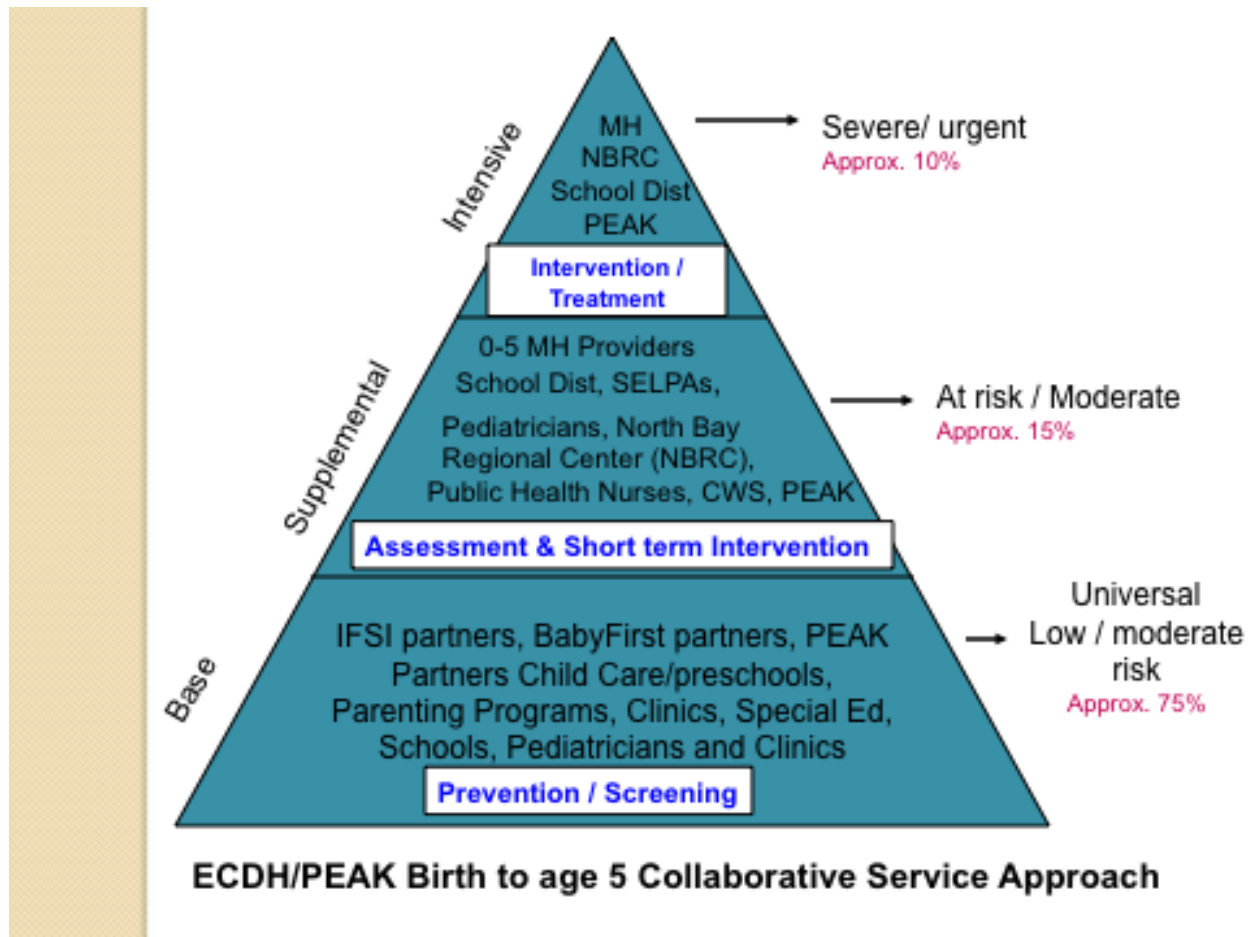 MH
NBRC
School Dist
PEAK
Intensive
Severe/ urgent
Approx. 10%
Intervention /
Treatment
0-5 MH Providers
School Dist, SELPAs,
Pediatricians, North Bay
Regional Center (NBRC),
Public Health Nurses, CWS, PEAK
Supplemental
At risk / Moderate
Approx. 15%
Assessment & Short term Intervention
IFSI partners, BabyFirst partners, PEAK
Partners Child Care/preschools,
Parenting Programs, Clinics, Special Ed,
Schools, Pediatricians and Clinics
Base
Universal
Low / moderate
risk
Approx. 75%
Prevention / Screening
ECDH/PEAK Birth to age 5 Collaborative Service Approach